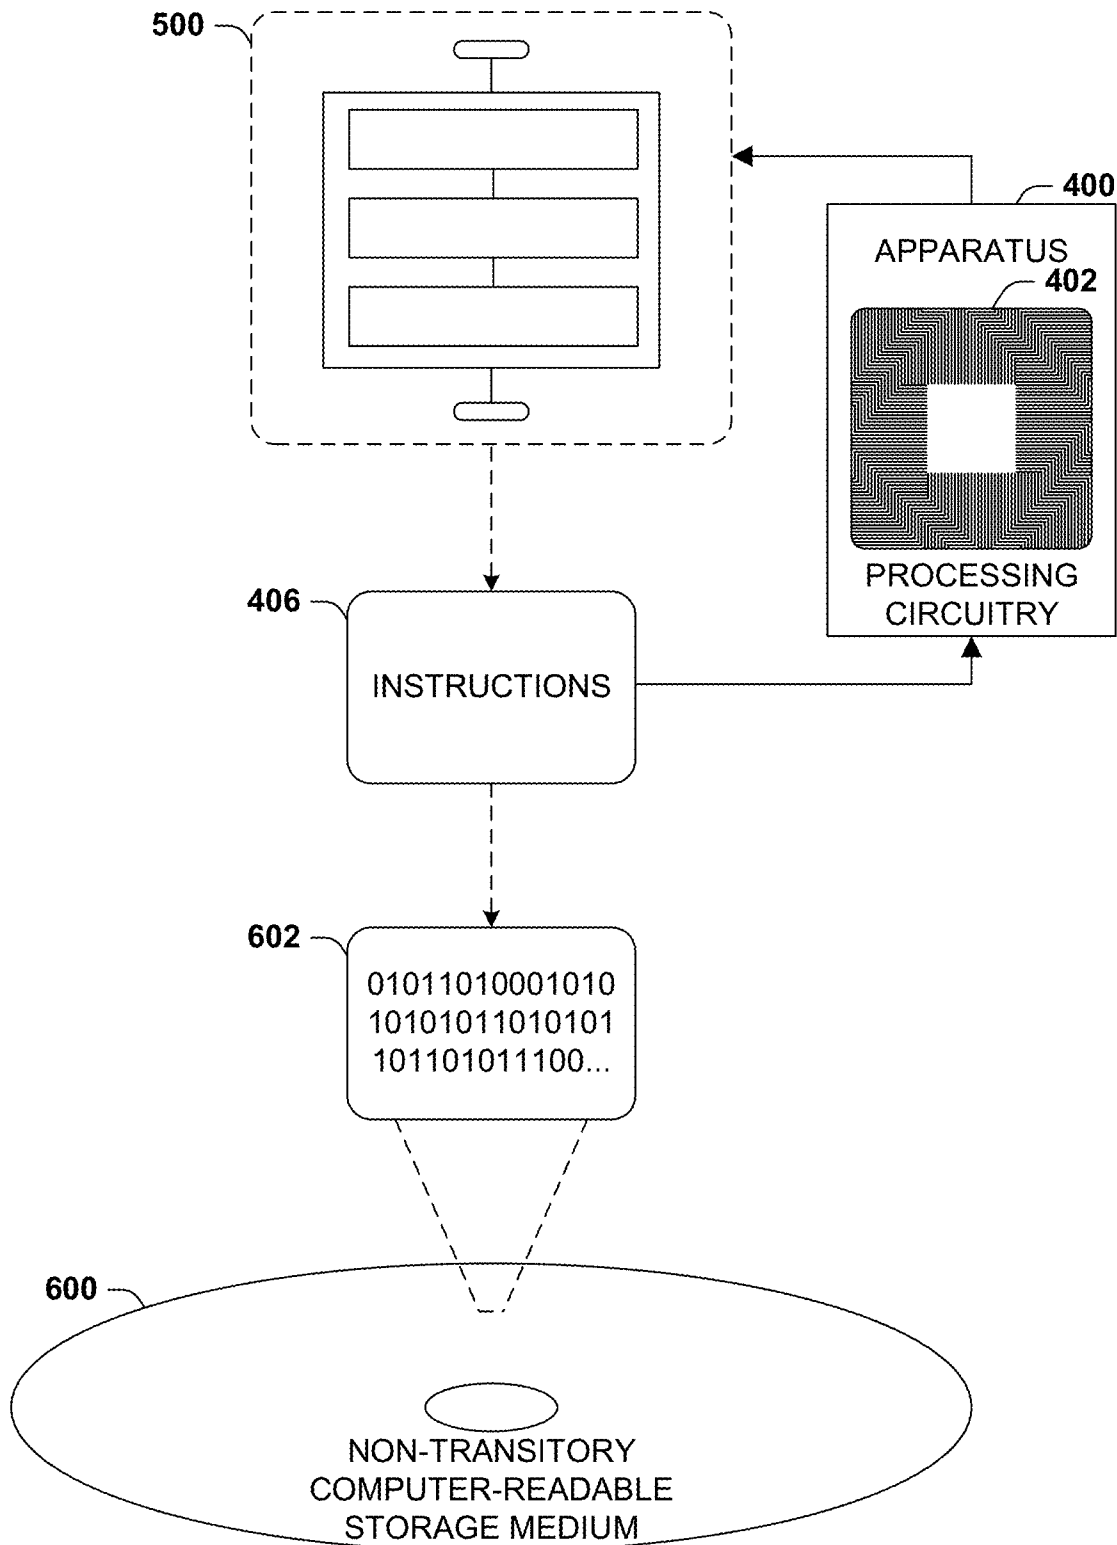 500
400
APPARATUS
402
PROCESSING
CIRCUITRY
406
INSTRUCTIONS
602
01011010001010
10101011010101
101101011100...
600
NON-TRANSITORY
COMPUTER-READABLE
STORAGE MEDIUM